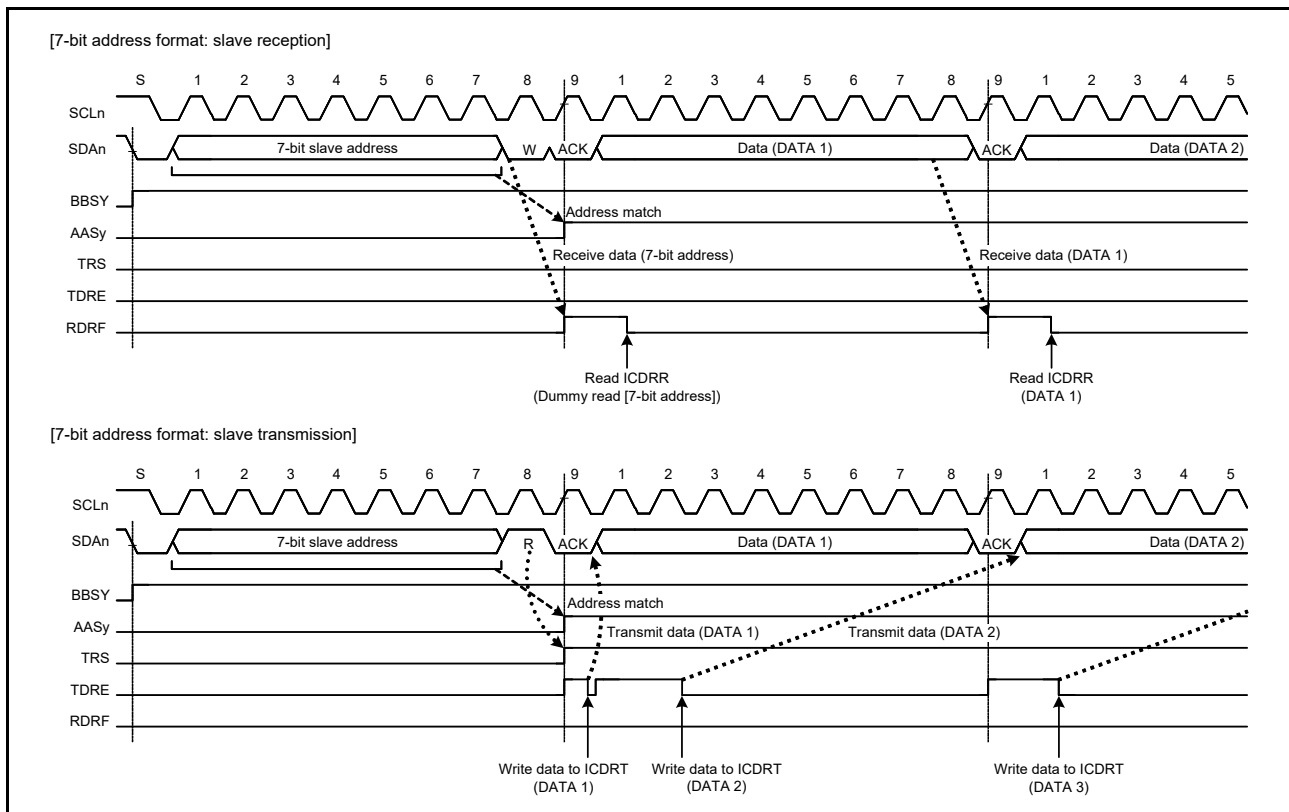 [7-bit address format: slave reception]
S 1 2 3 4 5 6 7 8 9 1 2 3 4 5 6 7 8 9 1 2 3 4 5
SCLn
SDAn 7-bit slave address W ACK Data (DATA 1) ACK Data (DATA 2)
BBSY
Address match
AASy
Receive data (7-bit address) Receive data (DATA 1)
TRS
TDRE
RDRF
Read ICDRR Read ICDRR
(Dummy read [7-bit address]) (DATA 1)
[7-bit address format: slave transmission]
S 1 2 3 4 5 6 7 8 9 1 2 3 4 5 6 7 8 9 1 2 3 4 5
SCLn
SDAn 7-bit slave address R ACK Data (DATA 1) ACK Data (DATA 2)
BBSY
Address match
AASy
Transmit data (DATA 1) Transmit data (DATA 2)
TRS
TDRE
RDRF
Write data to ICDRT Write data to ICDRT Write data to ICDRT
(DATA 1) (DATA 2) (DATA 3)